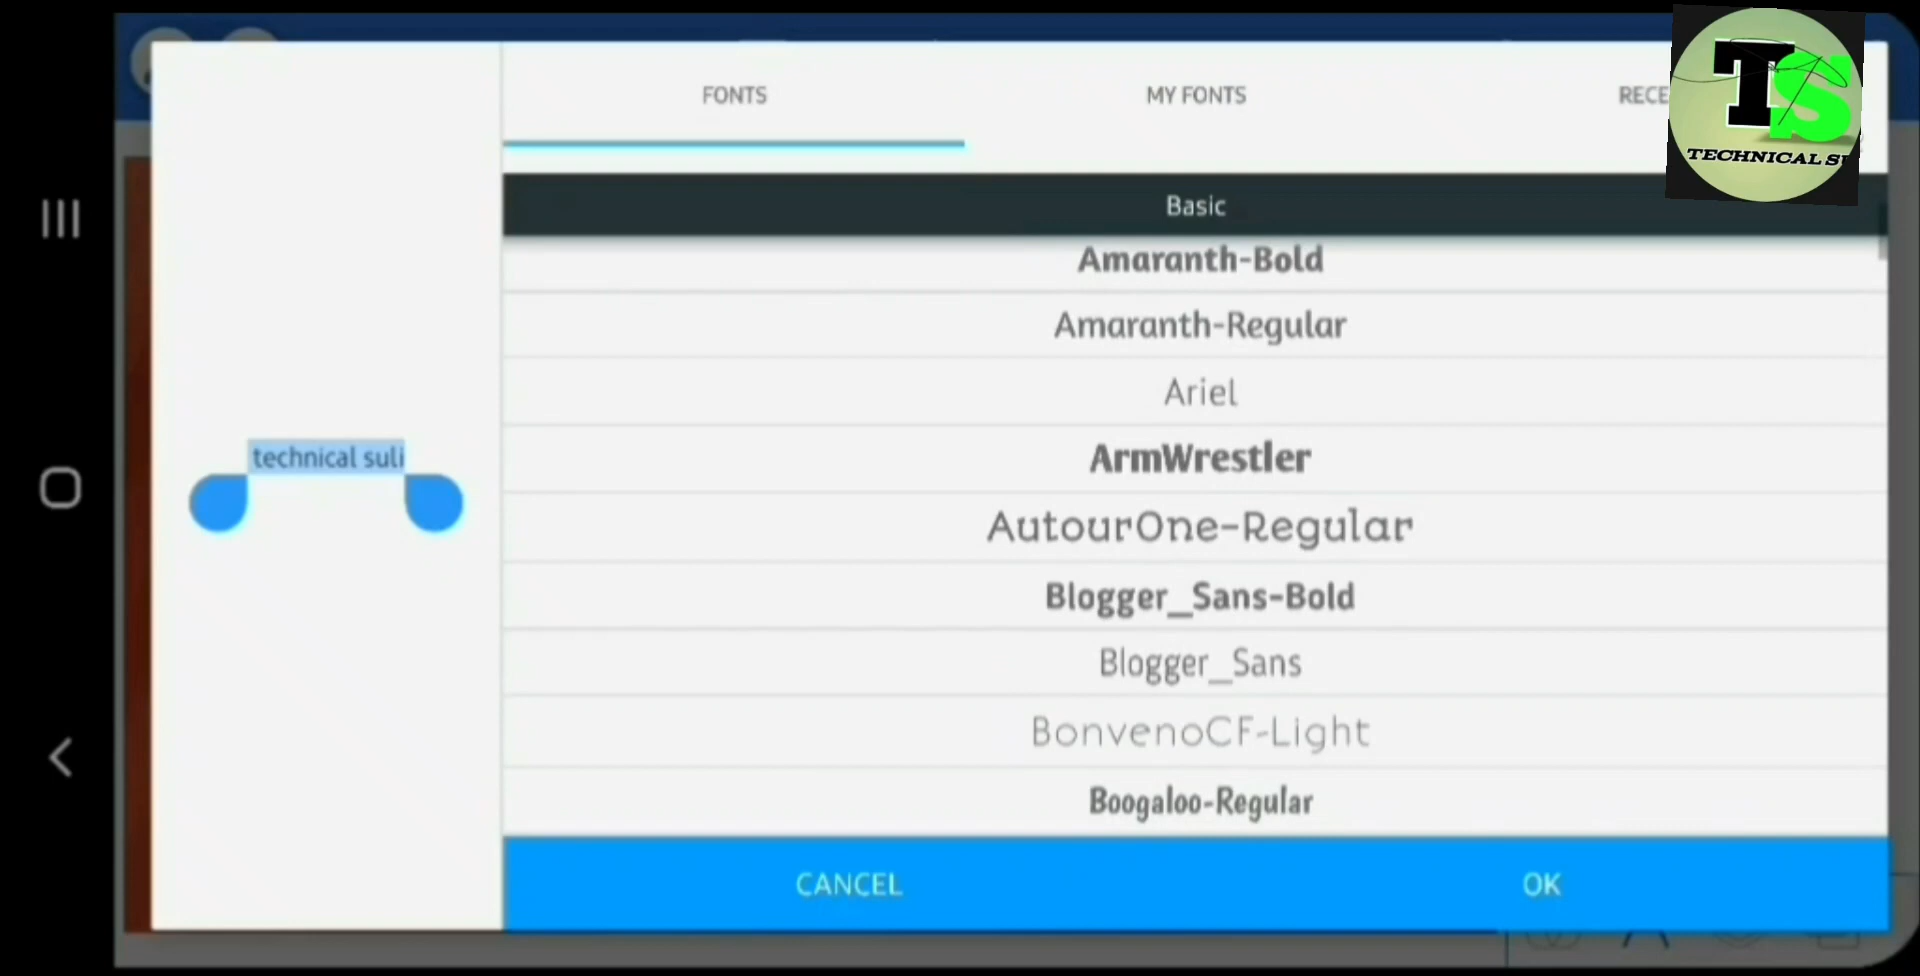 FONTS
MY FONTS
RECE
TS
TECHNICAL S
Basic
Amaranth-Bold
Amaranth-Regular
Ariel
ArmWrestler
technical suli
AutourOne-Regular
Blogger_Sans-Bold
Blogger_Sans
BonvenoCF-Light
Boogaloo-Regular
CANCEL
OK